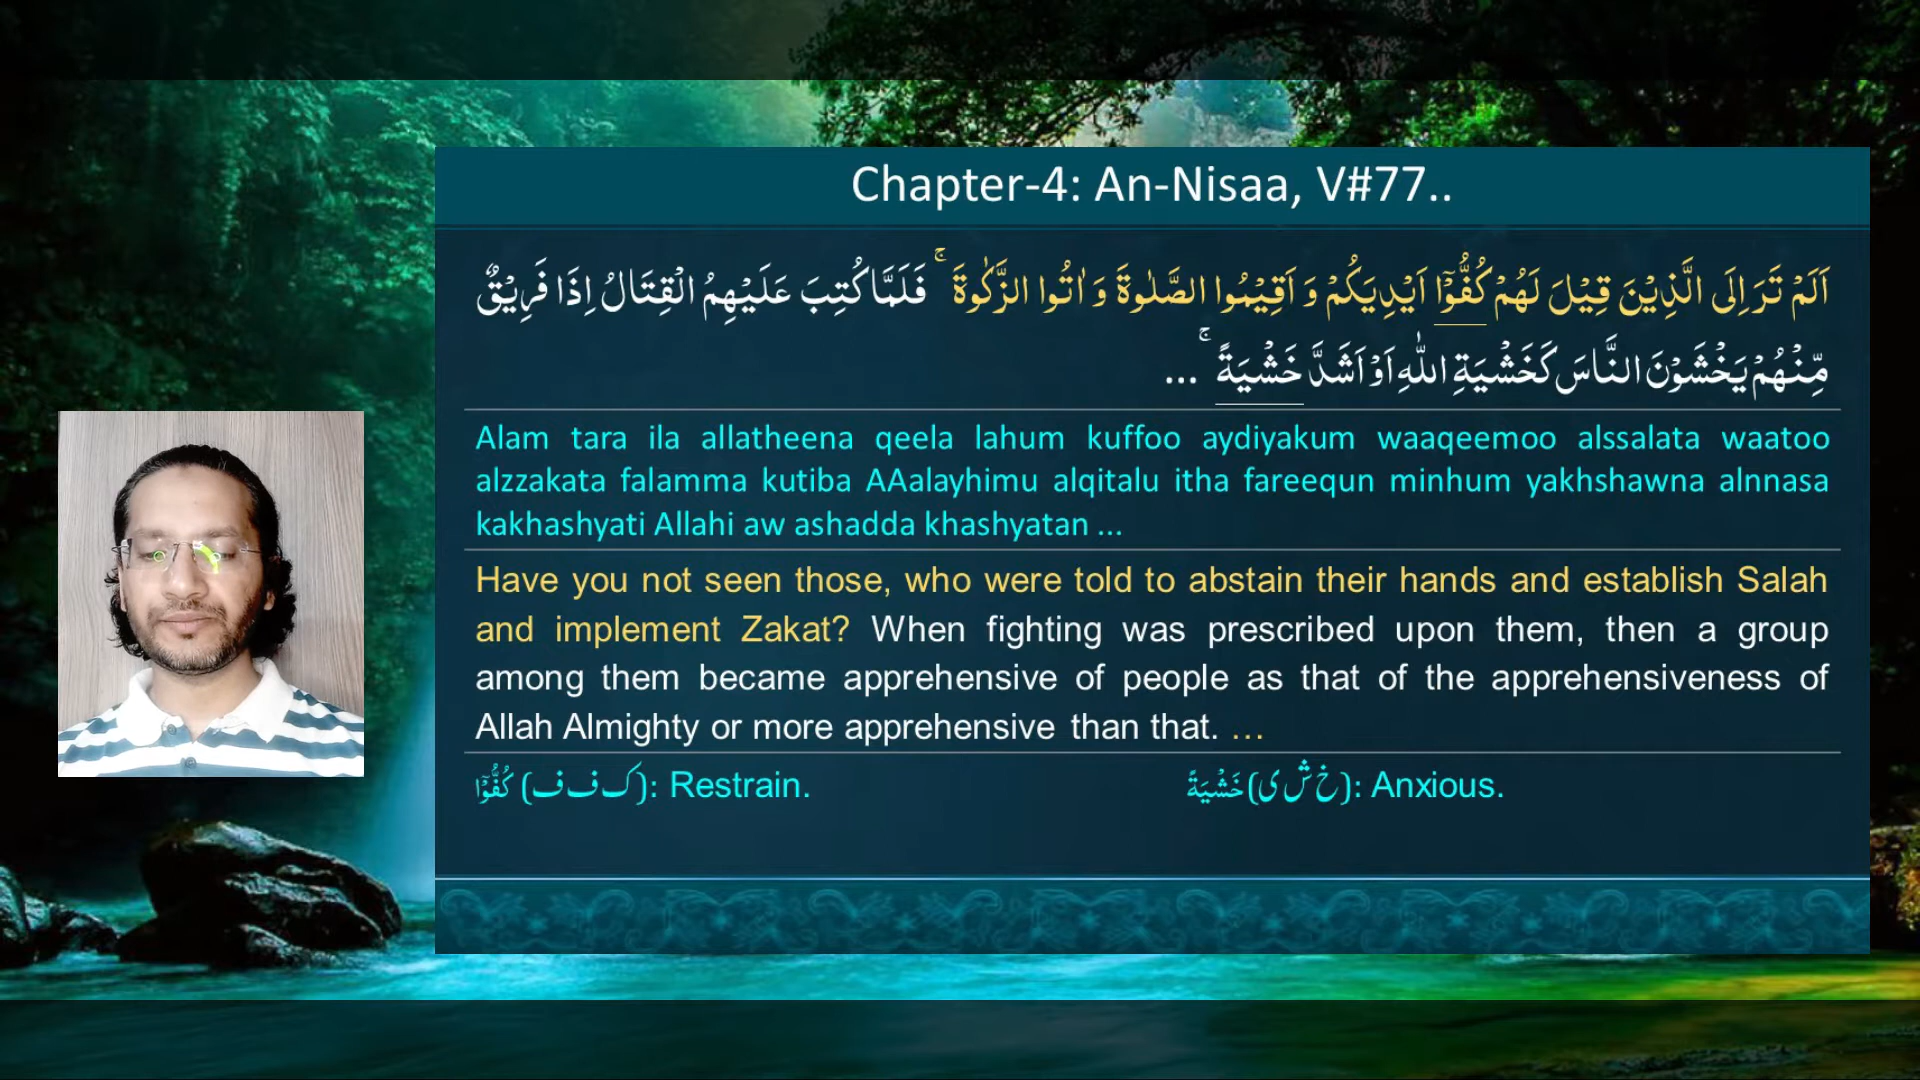 Chapter-4: An-Nisaa, V#77..
اَلَمْ تَرَ اِلَى الَّذِيْنَ قِيْلَ لَهُمْ كُفُّوْۤا اَيْدِيَكُمْ وَ اَقِيْمُوا الصَّلٰوةَ وَ اٰتُوا الزَّكٰوةَ ۚ فَلَمَّا كُتِبَ عَلَيْهِمُ الْقِتَالُ اِذَا فَرِيْقٌ
مِّنْهُمْ يَخْشَوْنَ النَّاسَ كَخَشْيَةِ اللّٰهِ اَوْ اَشَدَّ خَشْيَةً ۚ ...
Alam tara ila allatheena qeela lahum kuffoo aydiyakum waaqeemoo alssalata waatoo
alzzakata falamma kutiba AAalayhimu alqitalu itha fareequn minhum yakhshawna alnnasa
kakhashyati Allahi aw ashadda khashyatan ...
Have you not seen those, who were told to abstain their hands and establish Salah
and implement Zakat? When fighting was prescribed upon them, then a group
among them became apprehensive of people as that of the apprehensiveness of
Allah Almighty or more apprehensive than that. ...
كُفُّوْۤا (ک ف ف): Restrain.
خَشْيَةً (خ ش ی): Anxious.